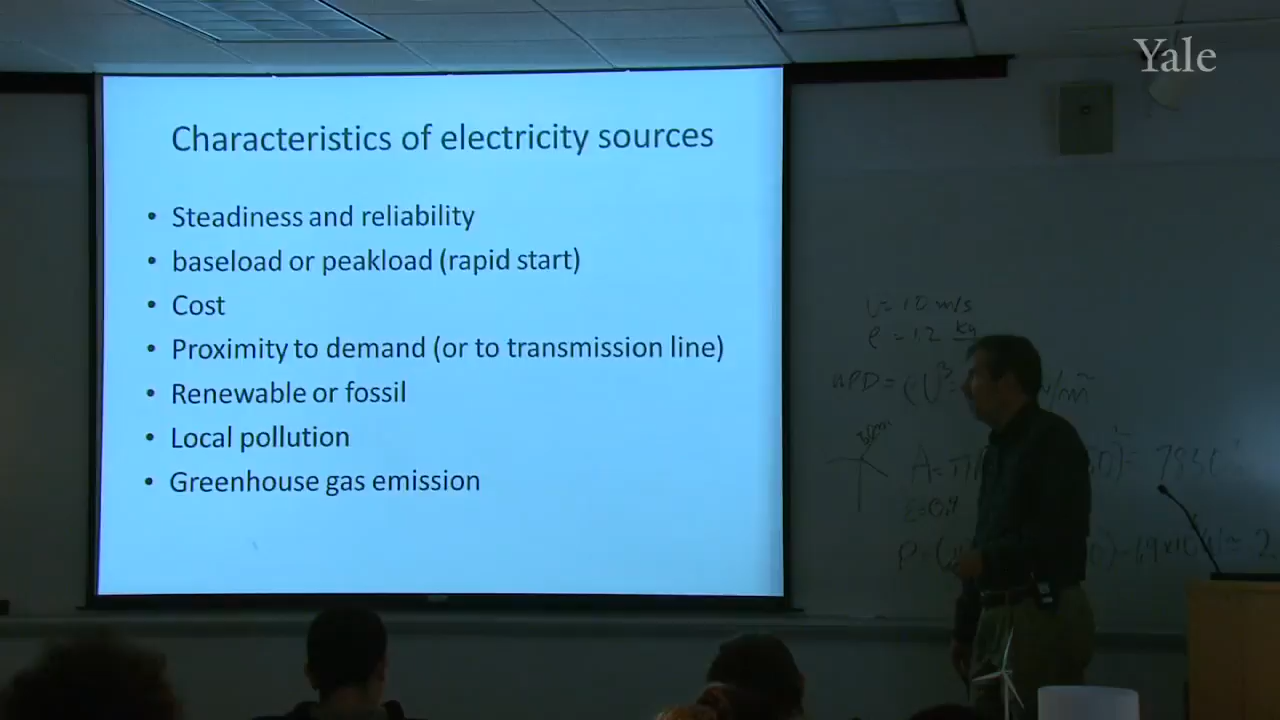 Yale
Characteristics of electricity sources
• Steadiness and reliability
• baseload or peakload (rapid start)
• Cost
• Proximity to demand (or to transmission line)
• Renewable or fossil
• Local pollution
• Greenhouse gas emission
U = 10 m/s